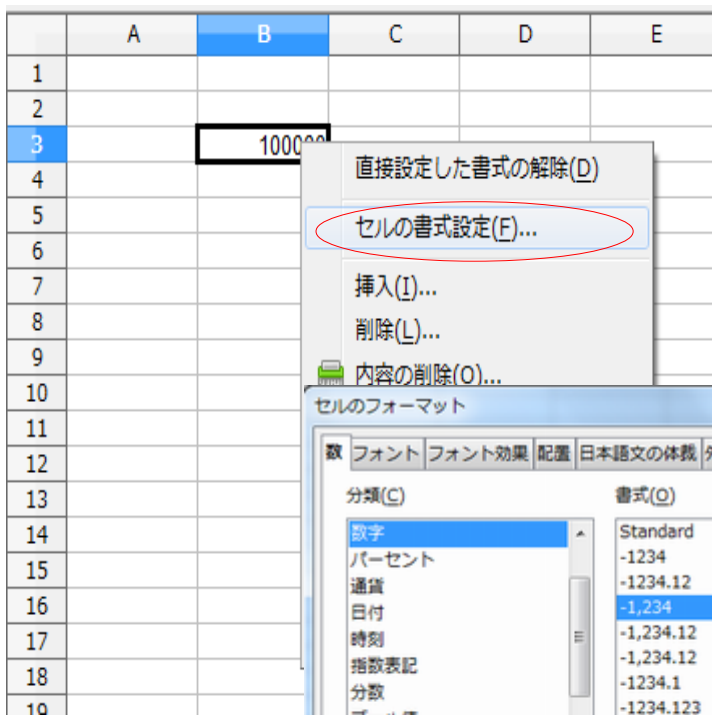 A B C D E
1
2
3 100000
4
5
6
7
8
9
10
11
12
13
14
15
16
17
18
19
直接設定した書式の解除(D)
セルの書式設定(F)...
挿入(I)...
削除(L)...
内容の削除(O)...
セルのフォーマット
数 フォント フォント効果 配置 日本語文の体裁
分類(C) 書式(O)
数字 Standard
パーセント -1234
通貨 -1234.12
日付 -1,234
時刻 -1,234.12
指数表記 -1,234.12
分数 -1234.1
-1234.123